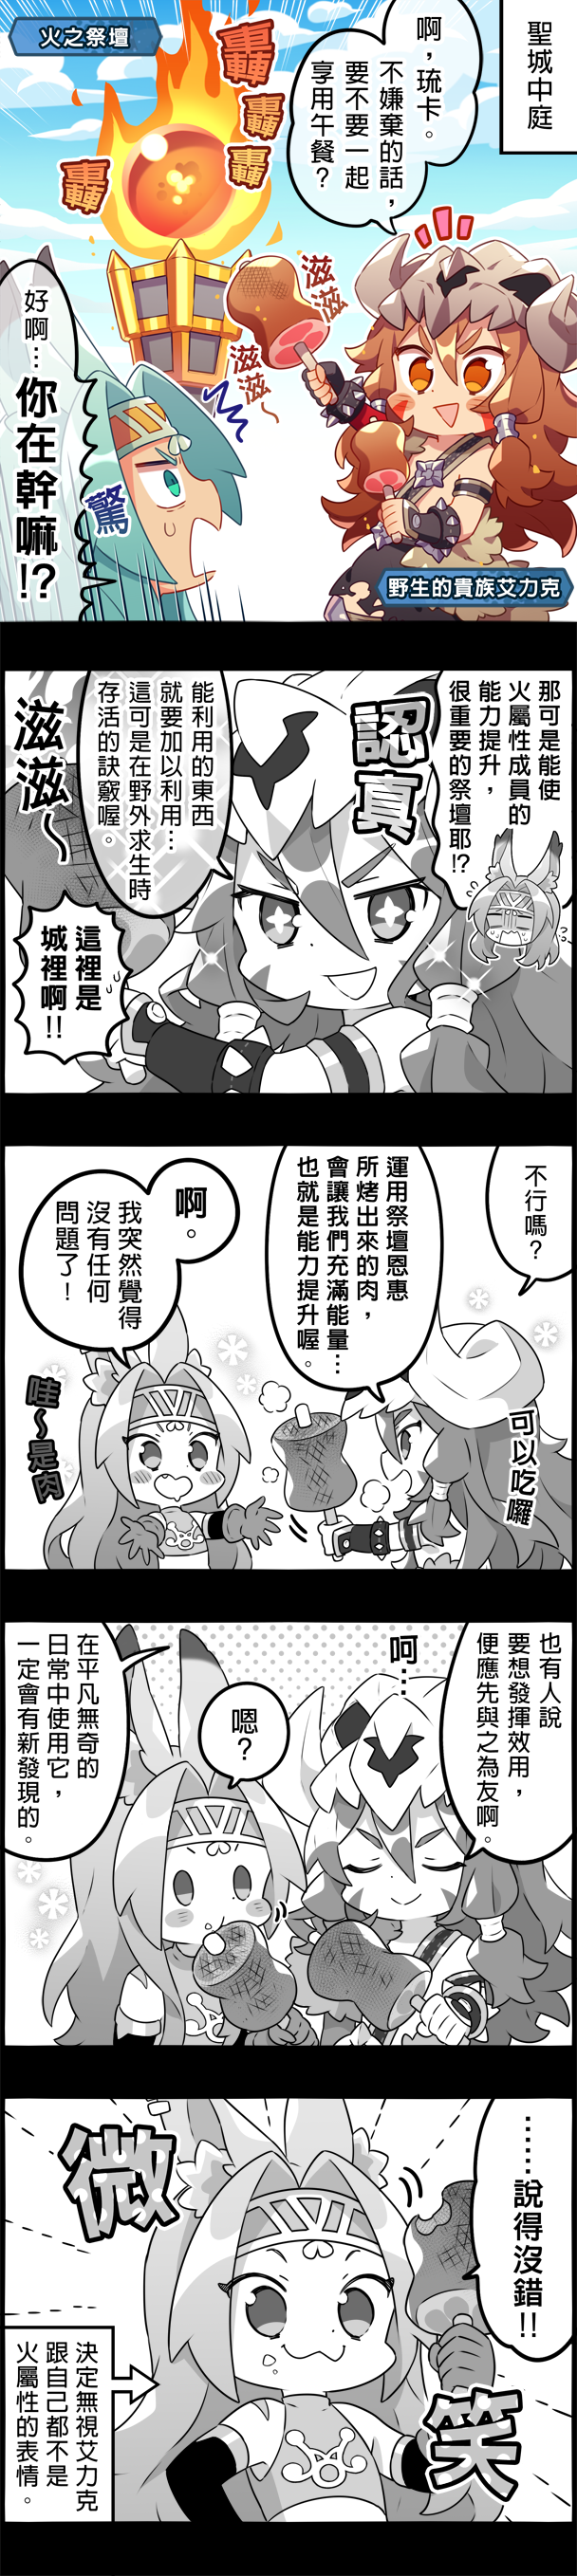 聖城中庭
啊，琉卡。
不嫌棄的話，
要不要一起
享用午餐？
轟
轟
轟
轟
火之祭壇
滋滋
滋滋～
好啊…
你在幹嘛!?
驚
野生的貴族艾力克
那可是能使
火屬性成員的
能力提升，
很重要的祭壇耶!?
認真
能利用的東西
就要加以利用…
這可是在野外求生時
存活的訣竅喔。
滋滋～
這裡是
城裡啊!!
不行嗎？
運用祭壇恩惠
所烤出來的肉，
會讓我們充滿能量…
也就是能力提升喔。
可以吃囉
啊。
我突然覺得
沒有任何
問題了！
哇～是肉
也有人說
要想發揮效用，
便應先與之為友啊。
呵…
嗯？
在平凡無奇的
日常中使用它，
一定會有新發現的。
……說得沒錯!!
微
笑
決定無視艾力克
跟自己都不是
火屬性的表情。